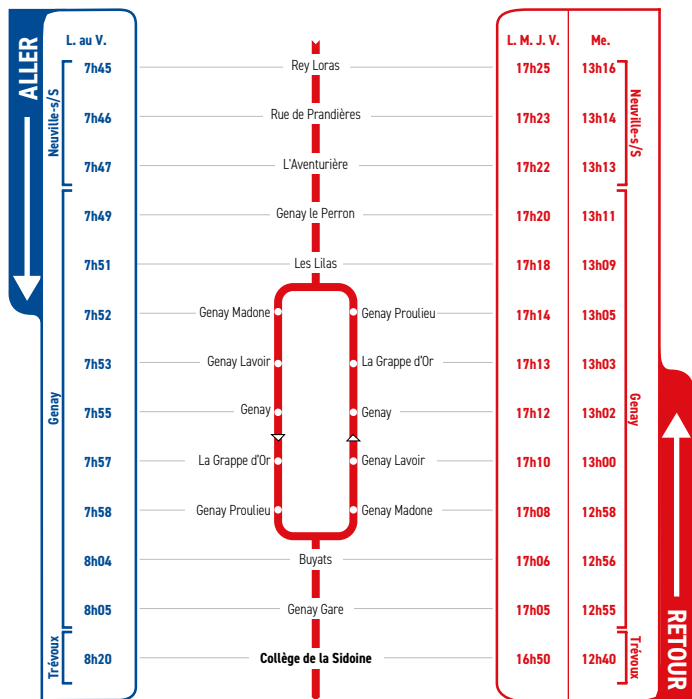 ALLER
L. au V.
L. M. J. V.
Me.
Neuville-s/S
7h45
Rey Loras
17h25
13h16
Neuville-s/S
7h46
Rue de Prandières
17h23
13h14
7h47
L'Aventurière
17h22
13h13
7h49
Genay le Perron
17h20
13h11
7h51
Les Lilas
17h18
13h09
7h52
Genay Madone
Genay Proulieu
17h14
13h05
7h53
Genay Lavoir
La Grappe d'Or
17h13
13h03
Genay
7h55
Genay
Genay
17h12
13h02
Genay
7h57
La Grappe d'Or
Genay Lavoir
17h10
13h00
7h58
Genay Proulieu
Genay Madone
17h08
12h58
8h04
Buyats
17h06
12h56
8h05
Genay Gare
17h05
12h55
Trévoux
8h20
Collège de la Sidoine
16h50
12h40
Trévoux
RETOUR